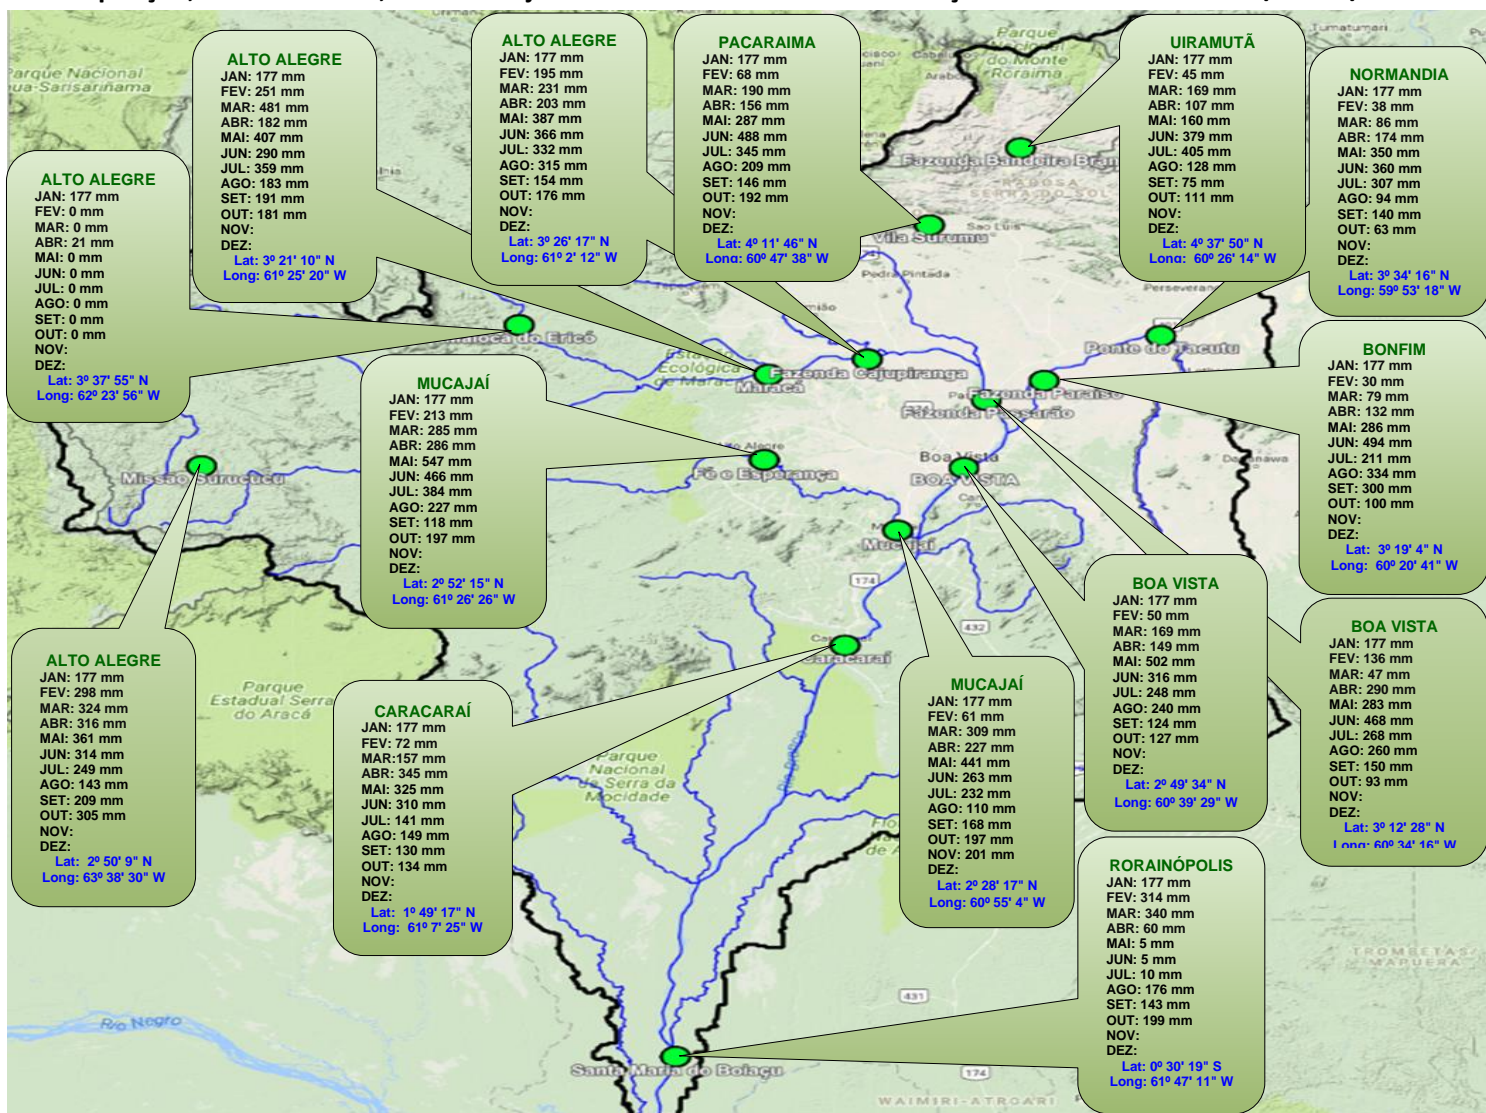 ALTO ALEGRE
JAN: 177 mm
FEV: 0 mm
MAR: 0 mm
ABR: 21 mm
MAI: 0 mm
JUN: 0 mm
JUL: 0 mm
AGO: 0 mm
SET: 0 mm
OUT: 0 mm
NOV:
DEZ:
Lat: 3º 37' 55" N
Long: 62º 23' 56" W
ALTO ALEGRE
JAN: 177 mm
FEV: 251 mm
MAR: 481 mm
ABR: 182 mm
MAI: 407 mm
JUN: 290 mm
JUL: 359 mm
AGO: 183 mm
SET: 191 mm
OUT: 181 mm
NOV:
DEZ:
Lat: 3º 21' 10" N
Long: 61º 25' 20" W
ALTO ALEGRE
JAN: 177 mm
FEV: 195 mm
MAR: 231 mm
ABR: 203 mm
MAI: 387 mm
JUN: 366 mm
JUL: 332 mm
AGO: 315 mm
SET: 154 mm
OUT: 176 mm
NOV:
DEZ:
Lat: 3º 26' 17" N
Long: 61º 2' 12" W
PACARAIMA
JAN: 177 mm
FEV: 68 mm
MAR: 190 mm
ABR: 156 mm
MAI: 287 mm
JUN: 488 mm
JUL: 345 mm
AGO: 209 mm
SET: 146 mm
OUT: 192 mm
NOV:
DEZ:
Lat: 4º 11' 46" N
Long: 60º 47' 38" W
UIRAMUTÃ
JAN: 177 mm
FEV: 45 mm
MAR: 169 mm
ABR: 107 mm
MAI: 160 mm
JUN: 379 mm
JUL: 405 mm
AGO: 128 mm
SET: 75 mm
OUT: 111 mm
NOV:
DEZ:
Lat: 4º 37' 50" N
Long: 60º 26' 14" W
NORMANDIA
JAN: 177 mm
FEV: 38 mm
MAR: 86 mm
ABR: 174 mm
MAI: 350 mm
JUN: 360 mm
JUL: 307 mm
AGO: 94 mm
SET: 140 mm
OUT: 63 mm
NOV:
DEZ:
Lat: 3º 34' 16" N
Long: 59º 53' 18" W
MUCAJAÍ
JAN: 177 mm
FEV: 213 mm
MAR: 285 mm
ABR: 286 mm
MAI: 547 mm
JUN: 466 mm
JUL: 384 mm
AGO: 227 mm
SET: 118 mm
OUT: 197 mm
NOV:
DEZ:
Lat: 2º 52' 15" N
Long: 61º 26' 26" W
BONFIM
JAN: 177 mm
FEV: 30 mm
MAR: 79 mm
ABR: 132 mm
MAI: 286 mm
JUN: 494 mm
JUL: 211 mm
AGO: 334 mm
SET: 300 mm
OUT: 100 mm
NOV:
DEZ:
Lat: 3º 19' 4" N
Long: 60º 20' 41" W
ALTO ALEGRE
JAN: 177 mm
FEV: 298 mm
MAR: 324 mm
ABR: 316 mm
MAI: 361 mm
JUN: 314 mm
JUL: 249 mm
AGO: 143 mm
SET: 209 mm
OUT: 305 mm
NOV:
DEZ:
Lat: 2º 50' 9" N
Long: 63º 38' 30" W
CARACARAÍ
JAN: 177 mm
FEV: 72 mm
MAR:157 mm
ABR: 345 mm
MAI: 325 mm
JUN: 310 mm
JUL: 141 mm
AGO: 149 mm
SET: 130 mm
OUT: 134 mm
NOV:
DEZ:
Lat: 1º 49' 17" N
Long: 61º 7' 25" W
MUCAJAÍ
JAN: 177 mm
FEV: 61 mm
MAR: 309 mm
ABR: 227 mm
MAI: 441 mm
JUN: 263 mm
JUL: 232 mm
AGO: 110 mm
SET: 168 mm
OUT: 197 mm
NOV: 201 mm
DEZ:
Lat: 2º 28' 17" N
Long: 60º 55' 4" W
BOA VISTA
JAN: 177 mm
FEV: 50 mm
MAR: 169 mm
ABR: 149 mm
MAI: 502 mm
JUN: 316 mm
JUL: 248 mm
AGO: 240 mm
SET: 124 mm
OUT: 127 mm
NOV:
DEZ:
Lat: 2º 49' 34" N
Long: 60º 39' 29" W
BOA VISTA
JAN: 177 mm
FEV: 136 mm
MAR: 47 mm
ABR: 290 mm
MAI: 283 mm
JUN: 468 mm
JUL: 268 mm
AGO: 260 mm
SET: 150 mm
OUT: 93 mm
NOV:
DEZ:
Lat: 3º 12' 28" N
Long: 60º 34' 16" W
RORAINÓPOLIS
JAN: 177 mm
FEV: 314 mm
MAR: 340 mm
ABR: 60 mm
MAI: 5 mm
JUN: 5 mm
JUL: 10 mm
AGO: 176 mm
SET: 143 mm
OUT: 199 mm
NOV:
DEZ:
Lat: 0º 30' 19" S
Long: 61º 47' 11" W
Parque Nacional
Parque
do Monte
Roraima
Tumatumari
Vila Surumu
Sao Luis
Pedra Pintada
Estação
Ecológica
Maracá
Fazenda Cajupiranga
Ponte do Tacutu
Fazenda Paraíso
Fazenda Passarão
Missão Surucucu
Fé e Esperança
Boa Vista
BOA VISTA
Mucajaí
174
432
Parque
Estadual Serra
do Aracá
Parque
Nacional
da Serra da
Mocidade
Rio Branco
Rio Negro
431
TROMBETAS/
MAPUERA
Santa Maria do Boiaçu
174
WAIMIRI-ATROARI